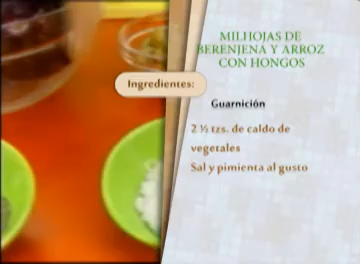 MILHOJAS DE
BERENJENA Y ARROZ
CON HONGOS
Ingredientes:
Guarnición
2 ½ tzs. de caldo de
vegetales
Sal y pimienta al gusto